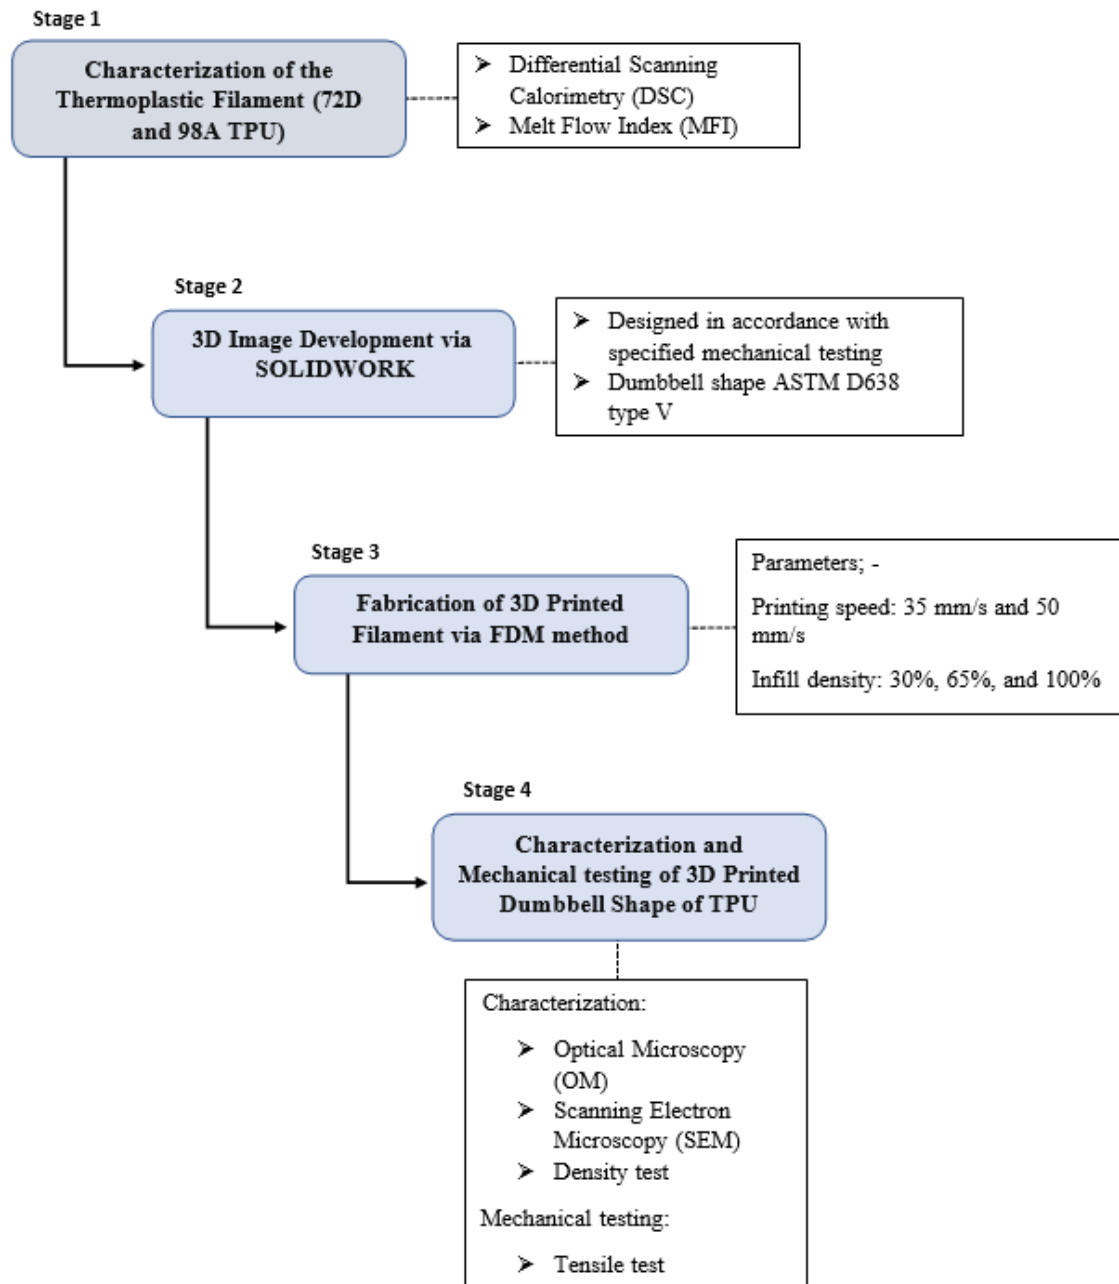 Stage 1
Characterization of the
Thermoplastic Filament (72D
and 98A TPU)
➢ Differential Scanning
Calorimetry (DSC)
➢ Melt Flow Index (MFI)
Stage 2
3D Image Development via
SOLIDWORK
➢ Designed in accordance with
specified mechanical testing
➢ Dumbbell shape ASTM D638
type V
Stage 3
Fabrication of 3D Printed
Filament via FDM method
Parameters; -
Printing speed: 35 mm/s and 50
mm/s
Infill density: 30%, 65%, and 100%
Stage 4
Characterization and
Mechanical testing of 3D Printed
Dumbbell Shape of TPU
Characterization:
➢ Optical Microscopy
(OM)
➢ Scanning Electron
Microscopy (SEM)
➢ Density test
Mechanical testing:
➢ Tensile test